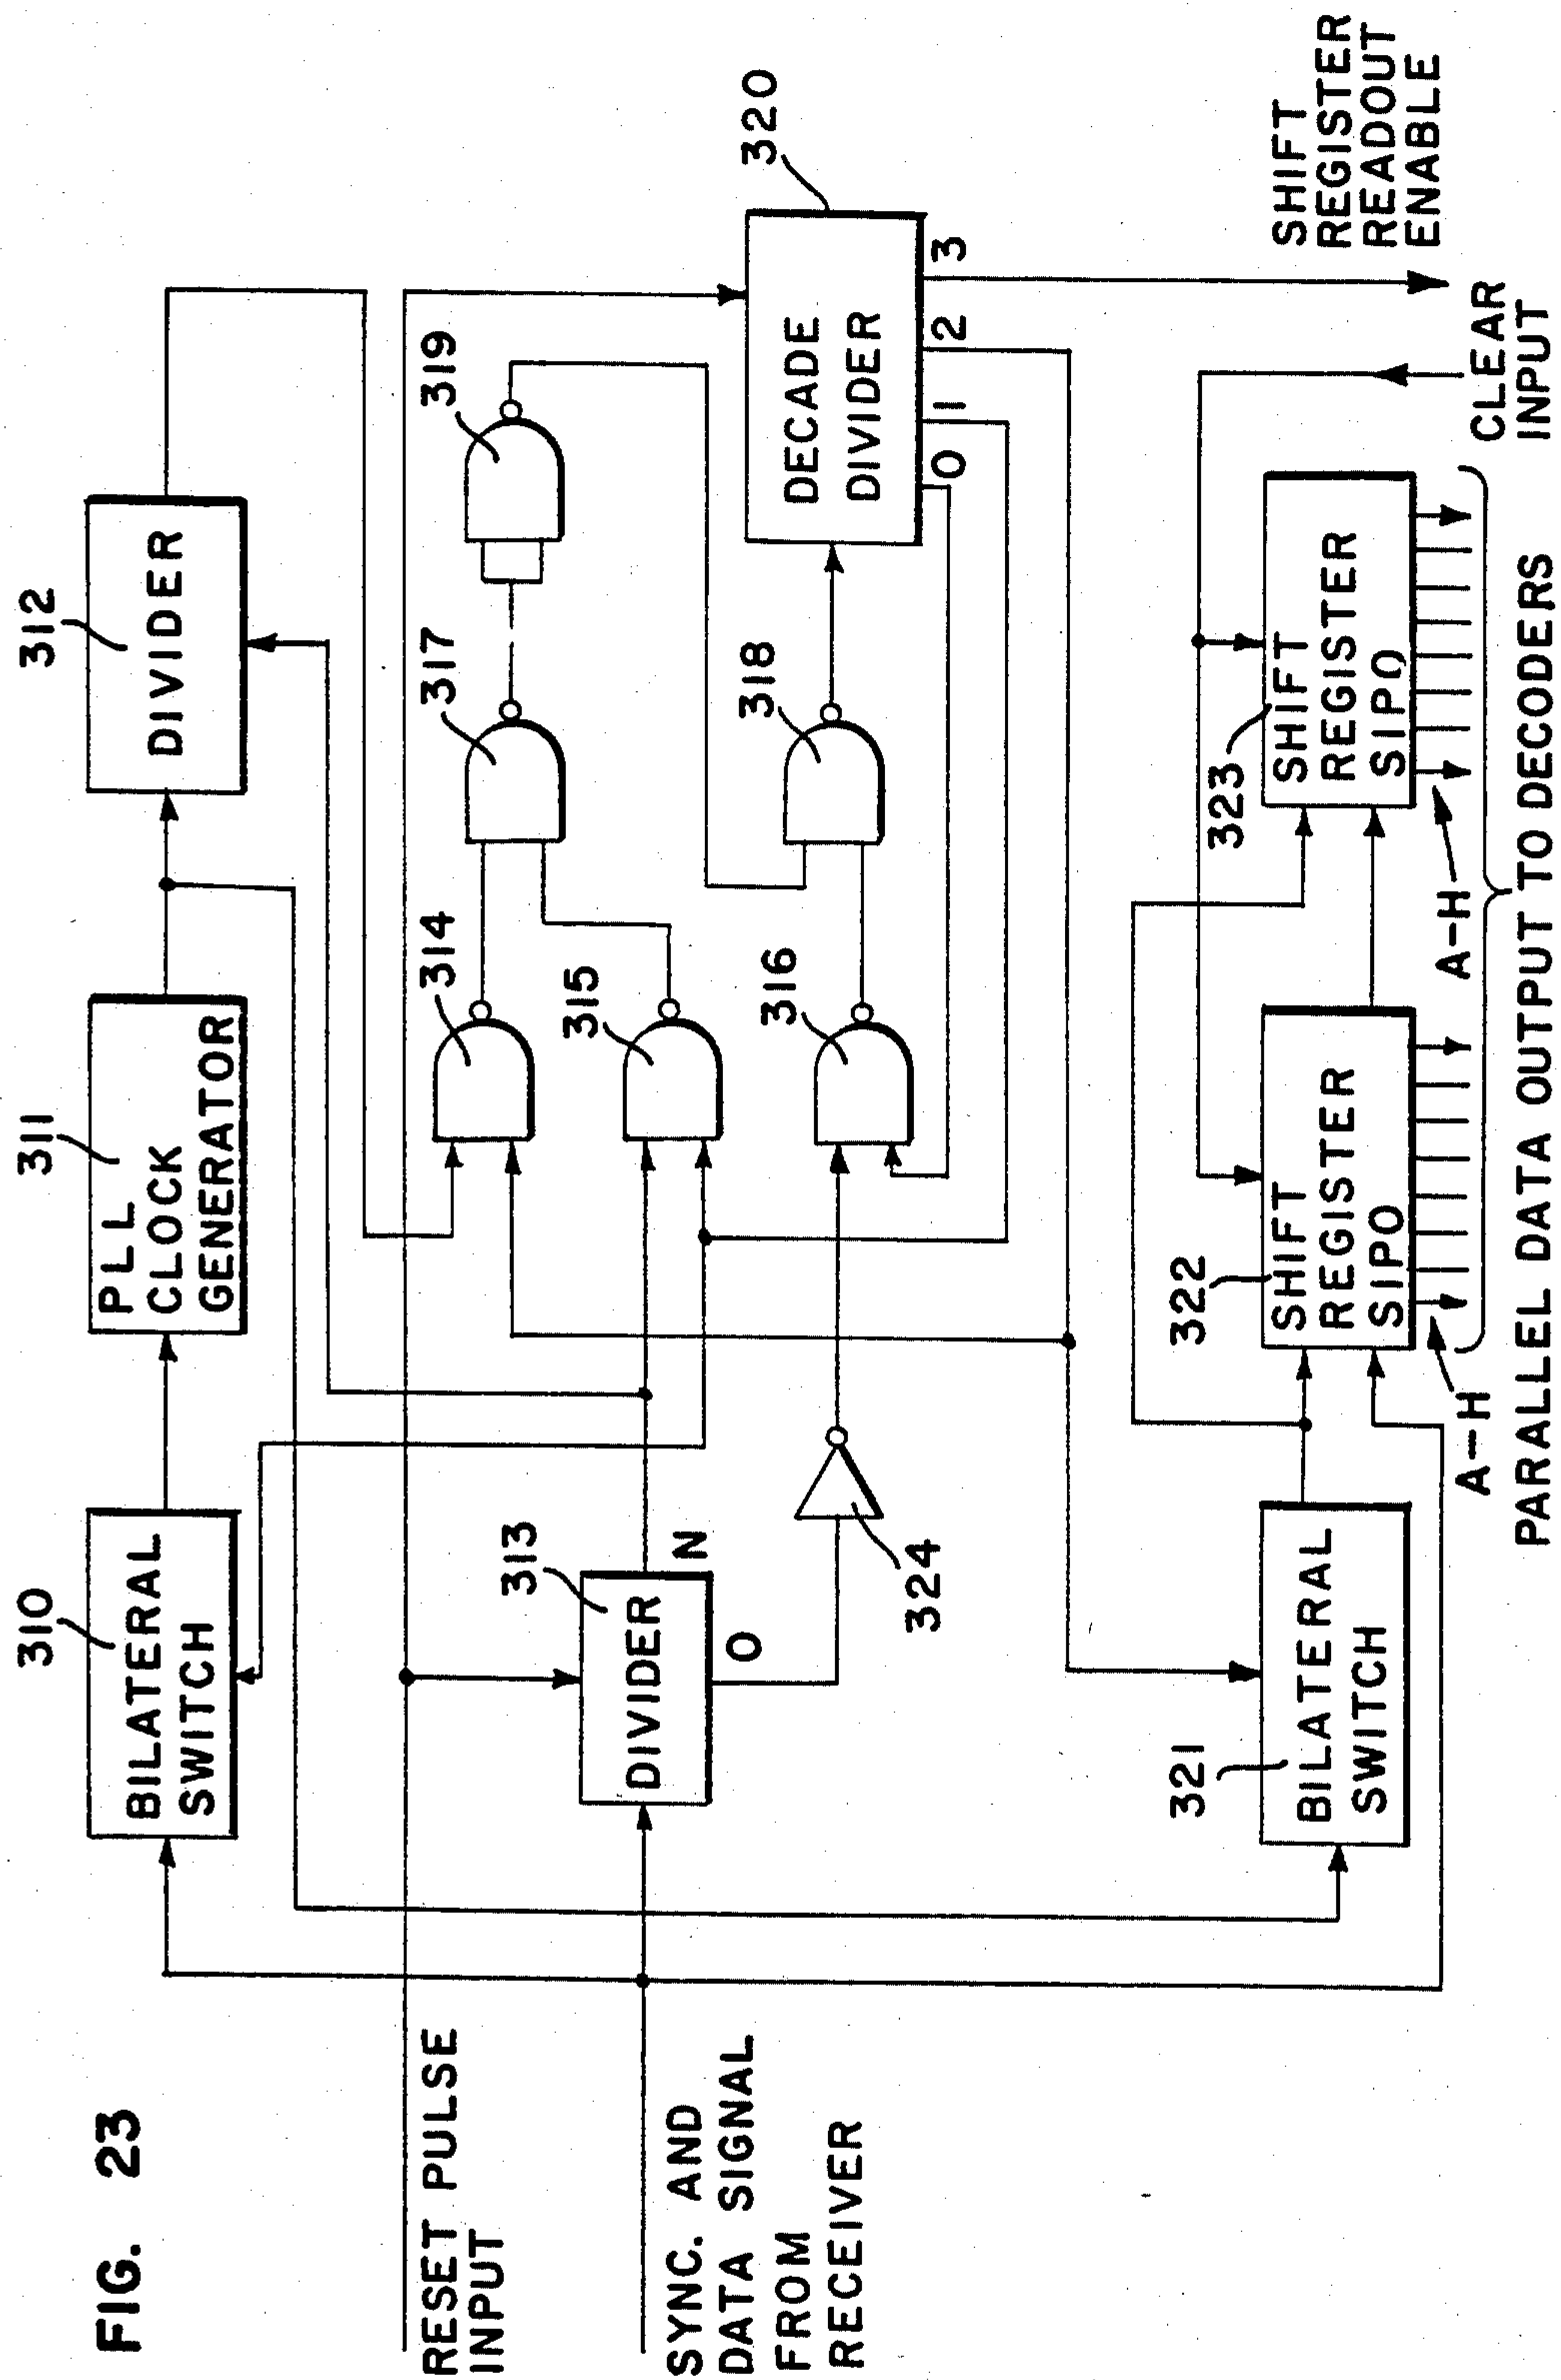 FIG. 23
310
BILATERAL
SWITCH
311
PLL
CLOCK
GENERATOR
312
DIVIDER
RESET PULSE
INPUT
SYNC. AND
DATA SIGNAL
FROM
RECEIVER
313
DIVIDER
N
0
324
314
315
316
317
318
319
320
DECADE
DIVIDER
0
1
2
3
321
BILATERAL
SWITCH
322
SHIFT
REGISTER
SIPO
323
SHIFT
REGISTER
SIPO
A-H
A-H
PARALLEL DATA OUTPUT TO DECODERS
CLEAR
INPUT
SHIFT
REGISTER
READOUT
ENABLE